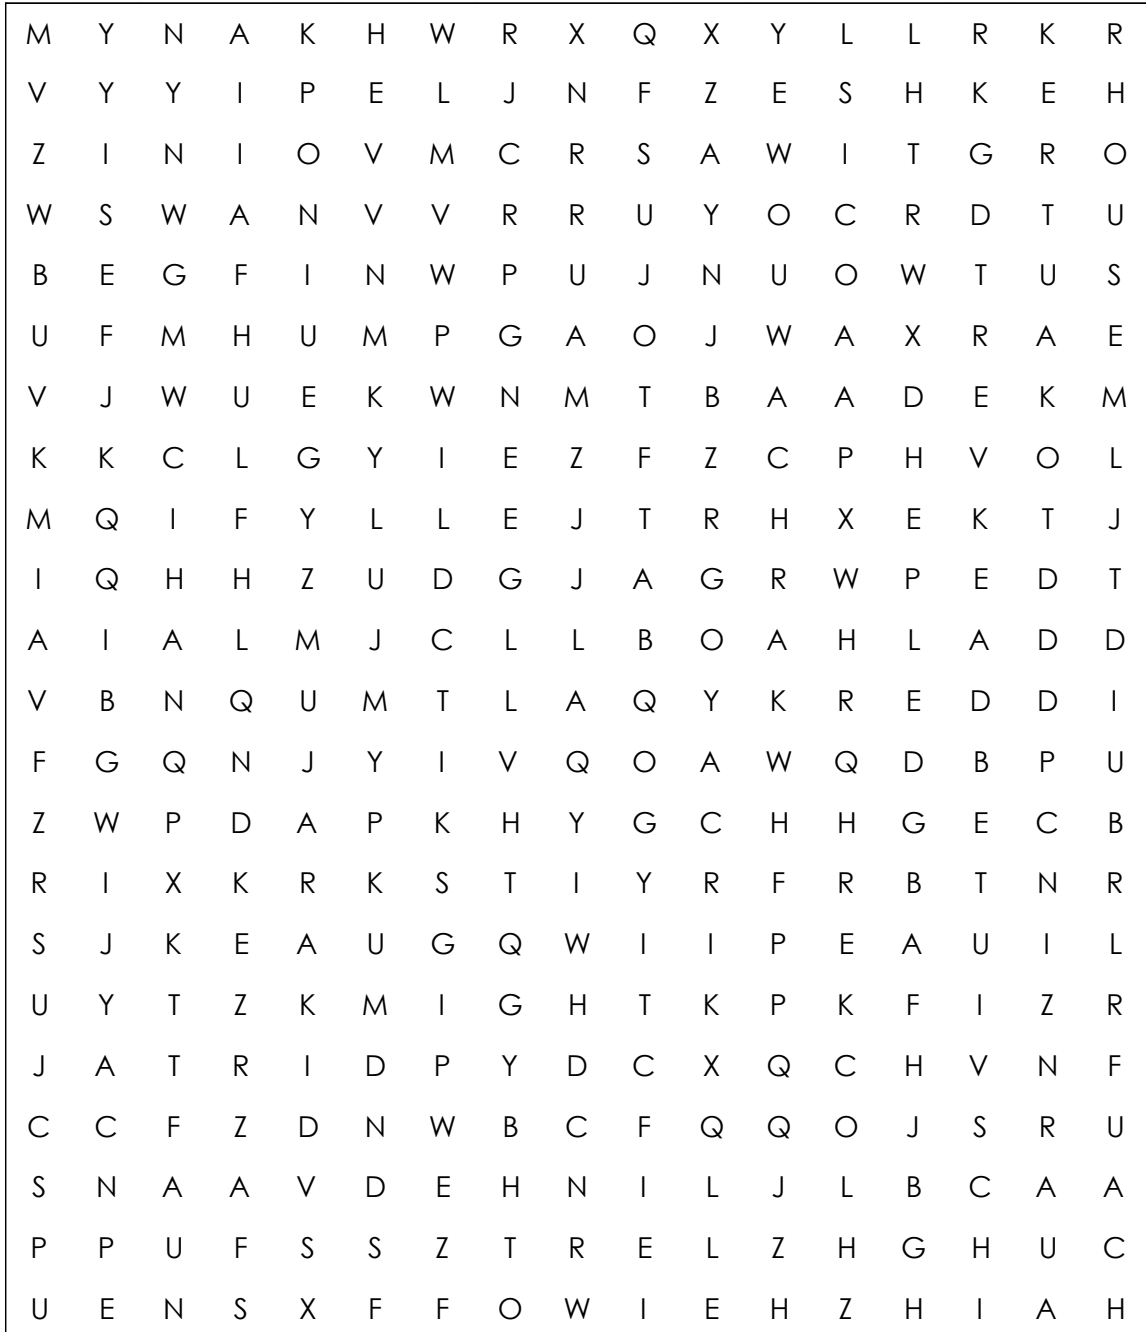 M Y N A K H W R X Q X Y L L R K R
V Y Y I P E L J N F Z E S H K E H
Z I N I O V M C R S A W I T G R O
W S W A N V V R R U Y O C R D T U
B E G F I N W P U J N U O W T U S
U F M H U M P G A O J W A X R A E
V J W U E K W N M T B A A D E K M
K K C L G Y I E Z F Z C P H V O L
M Q I F Y L L E J T R H X E K T J
I Q H H Z U D G J A G R W P E D T
A I A L M J C L L B O A H L A D D
V B N Q U M T L A Q Y K R E D D I
F G Q N J Y I V Q O A W Q D B P U
Z W P D A P K H Y G C H H G E C B
R I X K R K S T I Y R F R B T N R
S J K E A U G Q W I I P E A U I L
U Y T Z K M I G H T K P K F I Z R
J A T R I D P Y D C X Q C H V N F
C C F Z D N W B C F Q Q O J S R U
S N A A V D E H N I L J L B C A A
P P U F S S Z T R E L Z H G H U C
U E N S X F F O W I E H Z H I A H